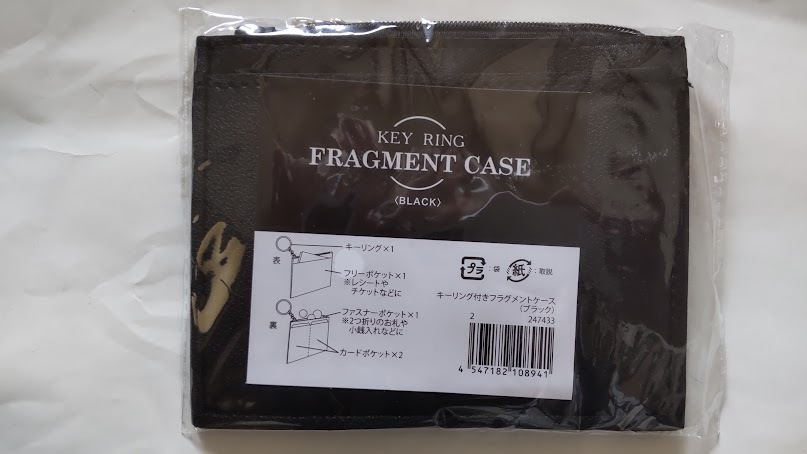 KEY RING
FRAGMENT CASE
〈BLACK〉
表
キーリング×1
フリーポケット×1
※レシートや
チケットなどに
裏
ファスナーポケット×1
※2つ折りのお札や
小銭入れなどに
カードポケット×2
プラ : 袋 紙 : 取説
キーリング付きフラグメントケース
(ブラック)
2 247433
4 547182 108941